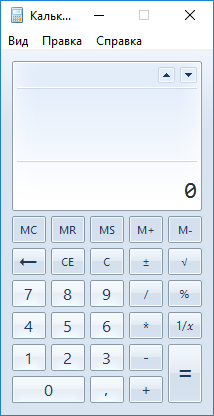 Кальк...
Вид Правка Справка
0
MC MR MS M+ M-
← CE C ± √
7 8 9 / %
4 5 6 * 1/x
1 2 3 - =
0 , +